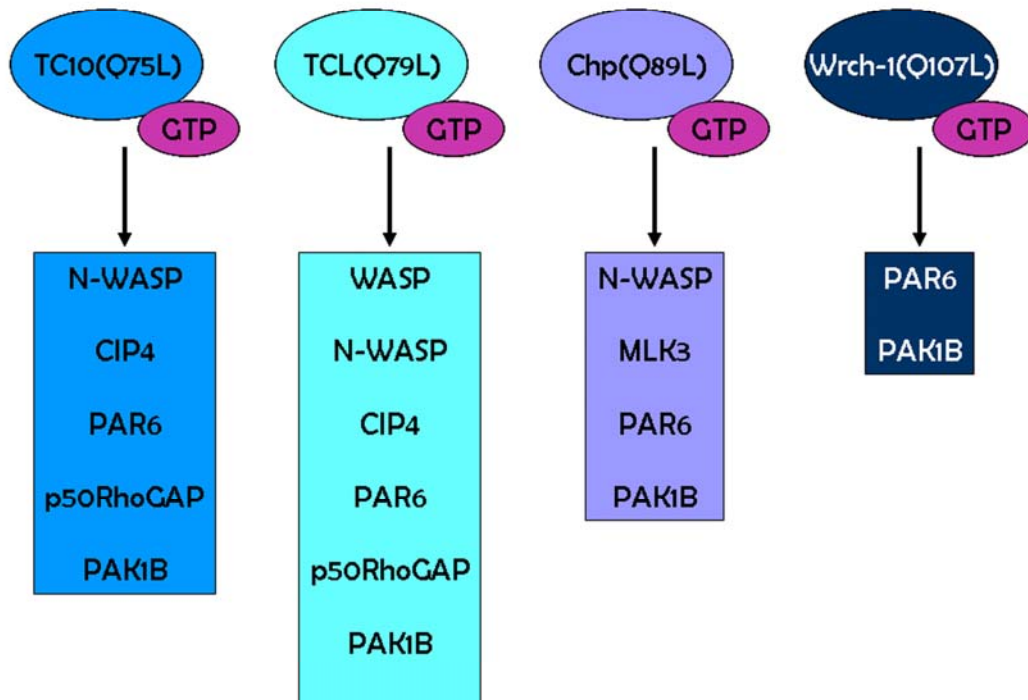 TC10(Q75L)
GTP
N-WASP
CIP4
PAR6
p50RhoGAP
PAK1B
TCL(Q79L)
GTP
WASP
N-WASP
CIP4
PAR6
p50RhoGAP
PAK1B
Chp(Q89L)
GTP
N-WASP
MLK3
PAR6
PAK1B
Wrch-1(Q107L)
GTP
PAR6
PAK1B